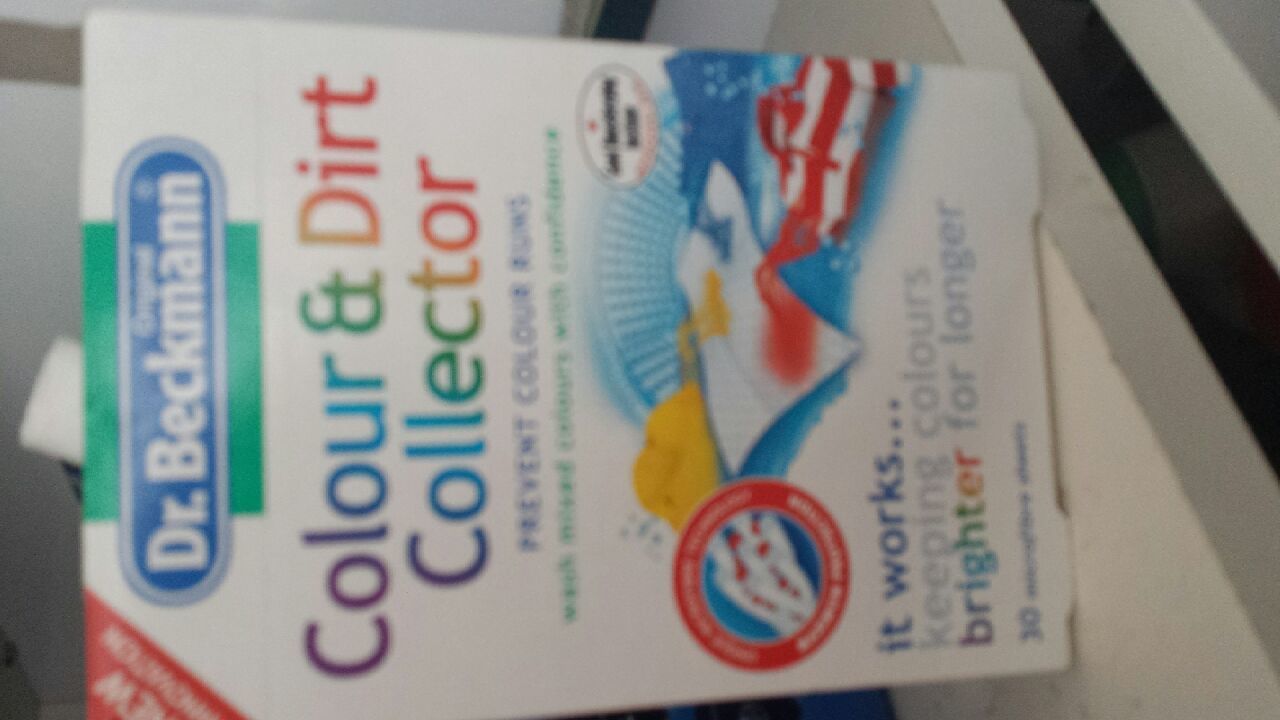 NEW
Original
Dr. Beckmann
Colour & Dirt
Collector
PREVENT COLOUR RUNS
wash mixed colours with confidence
it works...
keeping colours
brighter for longer
30 microfibre sheets